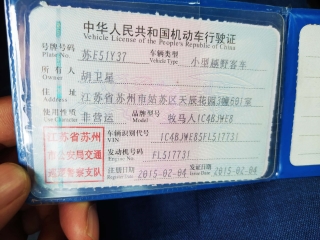 中华人民共和国机动车行驶证
Vehicle License of the People's Republic of China
号牌号码 苏F51Y37 车辆类型 小型越野客车
Plate No. Vehicle Type
所有人 胡卫星
Owner
住址 江苏省苏州市姑苏区天辰花园3幢601室
Address
使用性质 非营运 品牌型号 牧马人1C4BJWE8
Use Character Model
江苏省苏州 车辆识别代号 1C4BJWE85FL517731
VIN
市公安局交通 发动机号码 FL517731
Engine No.
巡逻警察支队 注册日期 2015-02-04 发证日期 2015-02-04
Register Date Issue Date